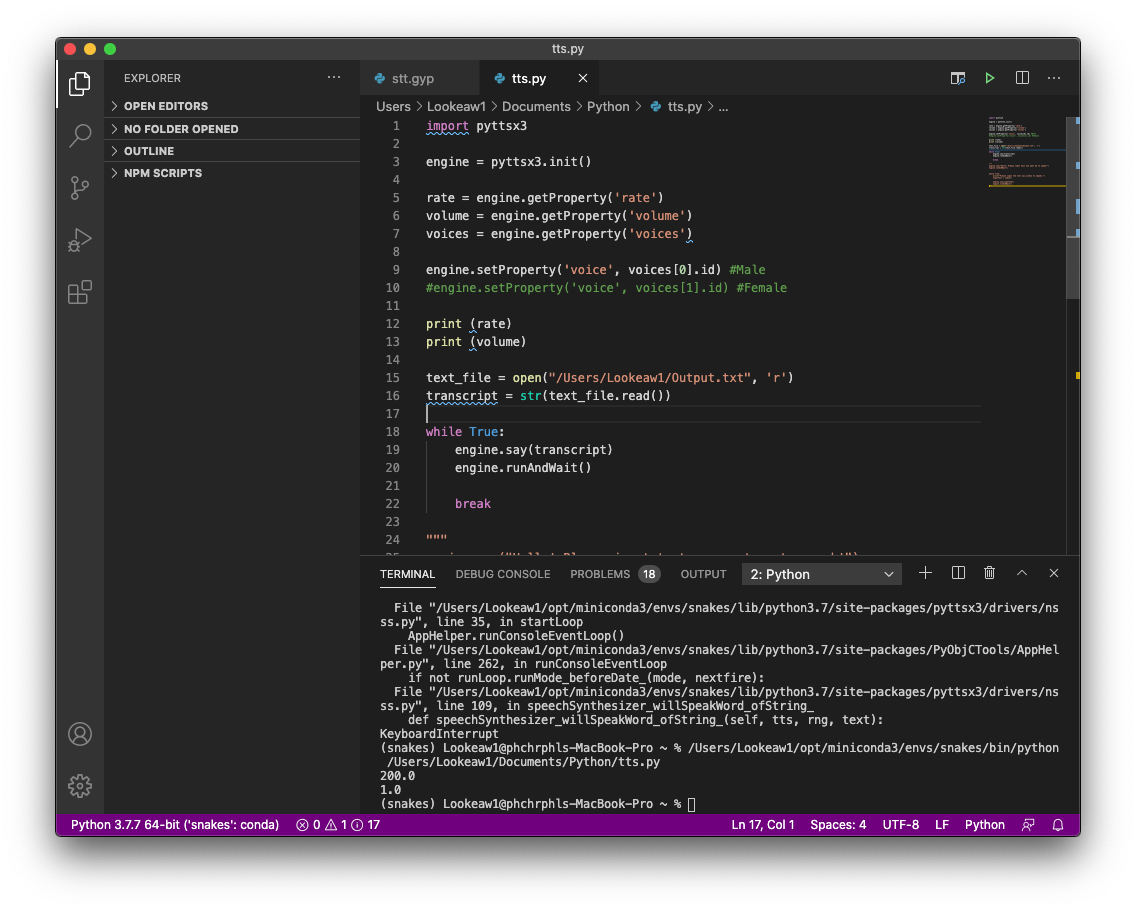 tts.py
EXPLORER ...
OPEN EDITORS
NO FOLDER OPENED
OUTLINE
NPM SCRIPTS
stt.gyp
tts.py
Users > Lookeaw1 > Documents > Python > tts.py > ...
1 import pyttsx3
2
3 engine = pyttsx3.init()
4
5 rate = engine.getProperty('rate')
6 volume = engine.getProperty('volume')
7 voices = engine.getProperty('voices')
8
9 engine.setProperty('voice', voices[0].id) #Male
10 #engine.setProperty('voice', voices[1].id) #Female
11
12 print (rate)
13 print (volume)
14
15 text_file = open("/Users/Lookeaw1/Output.txt", 'r')
16 transcript = str(text_file.read())
17
18 while True:
19     engine.say(transcript)
20     engine.runAndWait()
21
22     break
23
24 """
TERMINAL DEBUG CONSOLE PROBLEMS 18 OUTPUT 2: Python
  File "/Users/Lookeaw1/opt/miniconda3/envs/snakes/lib/python3.7/site-packages/pyttsx3/drivers/ns
ss.py", line 35, in startLoop
    AppHelper.runConsoleEventLoop()
  File "/Users/Lookeaw1/opt/miniconda3/envs/snakes/lib/python3.7/site-packages/PyObjCTools/AppHel
per.py", line 262, in runConsoleEventLoop
    if not runLoop.runMode_beforeDate_(mode, nextfire):
  File "/Users/Lookeaw1/opt/miniconda3/envs/snakes/lib/python3.7/site-packages/pyttsx3/drivers/ns
ss.py", line 109, in speechSynthesizer_willSpeakWord_ofString_
    def speechSynthesizer_willSpeakWord_ofString_(self, tts, rng, text):
KeyboardInterrupt
(snakes) Lookeaw1@phchrphls-MacBook-Pro ~ % /Users/Lookeaw1/opt/miniconda3/envs/snakes/bin/python
 /Users/Lookeaw1/Documents/Python/tts.py
200.0
1.0
(snakes) Lookeaw1@phchrphls-MacBook-Pro ~ %
Python 3.7.7 64-bit ('snakes': conda) 0 1 17 Ln 17, Col 1 Spaces: 4 UTF-8 LF Python